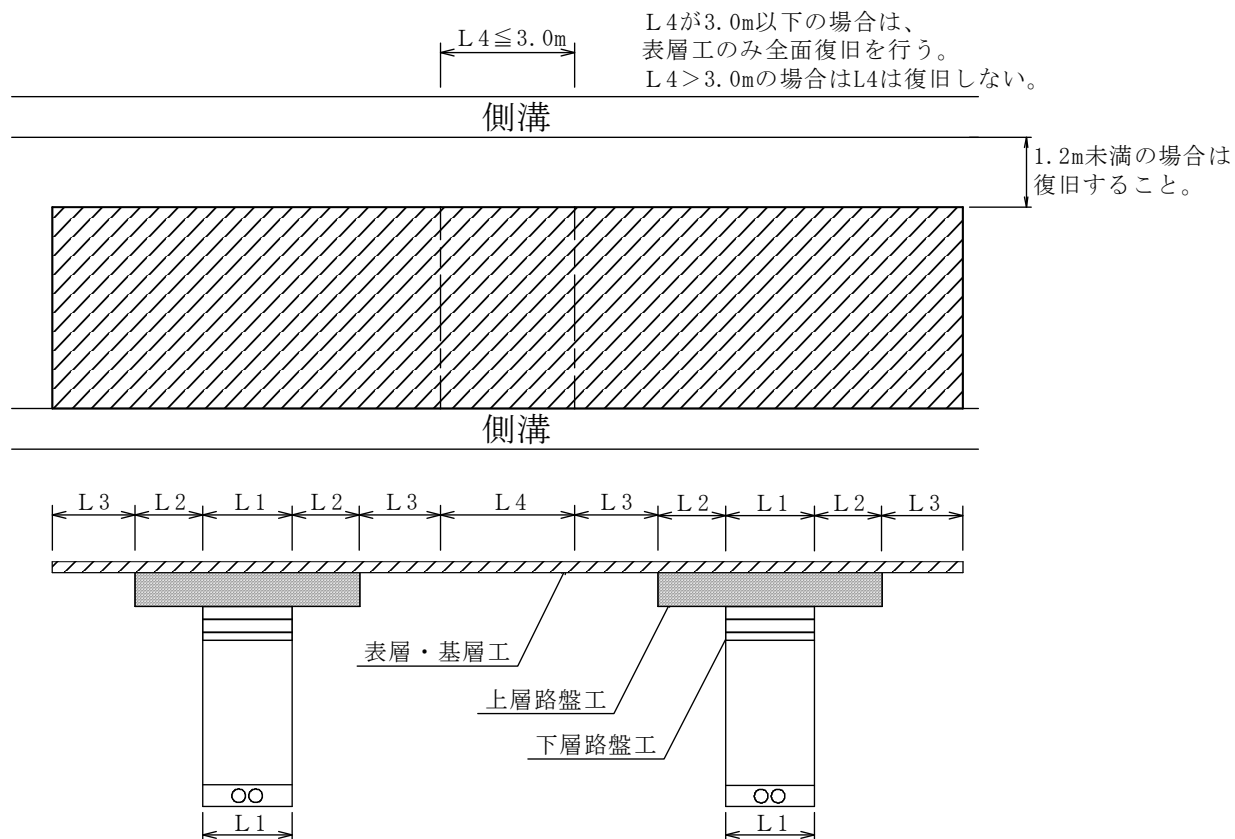 L4が3.0m以下の場合は、
表層工のみ全面復旧を行う。
L4>3.0mの場合はL4は復旧しない。
L4≦3.0m
側溝
1.2m未満の場合は
復旧すること。
側溝
L3 L2 L1 L2 L3 L4 L3 L2 L1 L2 L3
表層・基層工
上層路盤工
下層路盤工
L1 L1